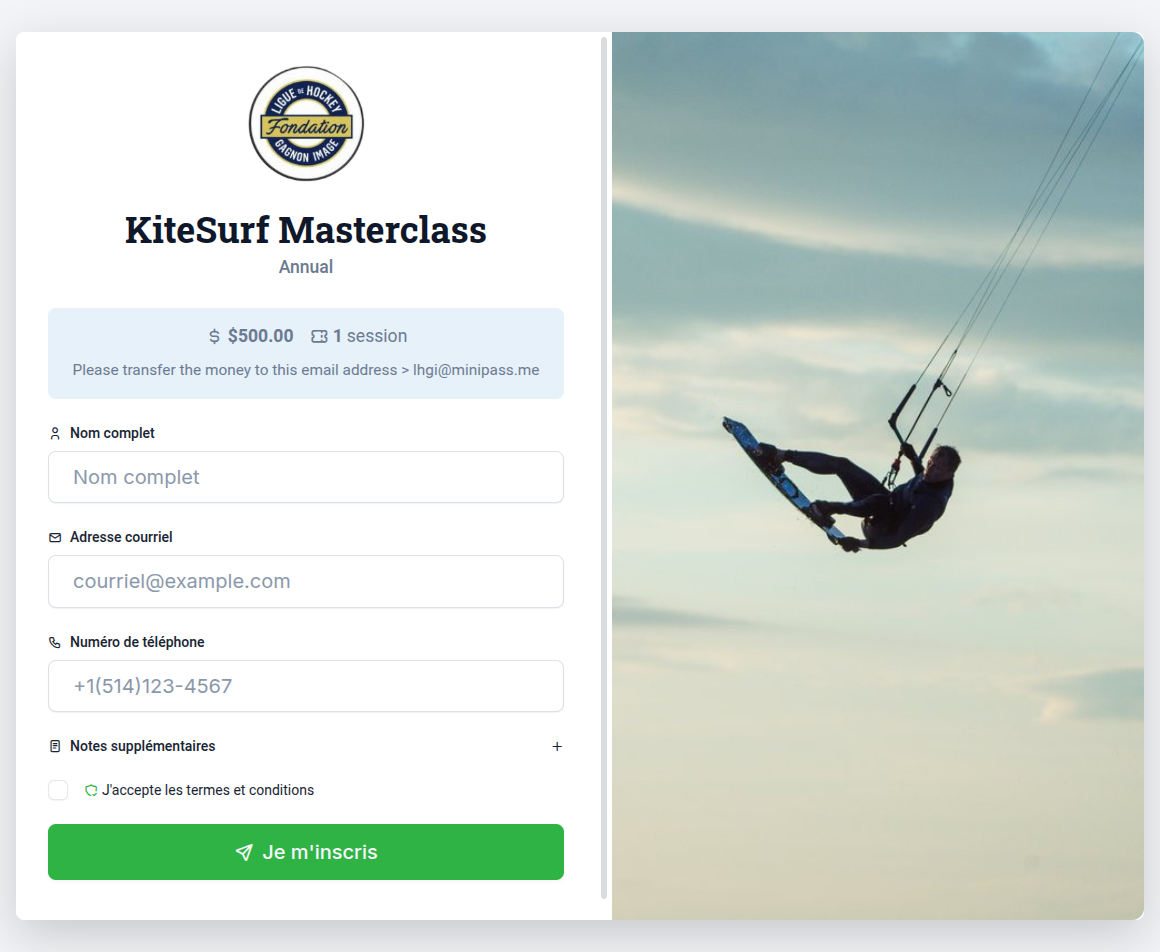 LIGUE DE HOCKEY
Fondation
GAGNON IMAGE
KiteSurf Masterclass
Annual
$ $500.00 1 session
Please transfer the money to this email address > lhgi@minipass.me
Nom complet
Nom complet
Adresse courriel
courriel@example.com
Numéro de téléphone
+1(514)123-4567
Notes supplémentaires +
J'accepte les termes et conditions
Je m'inscris